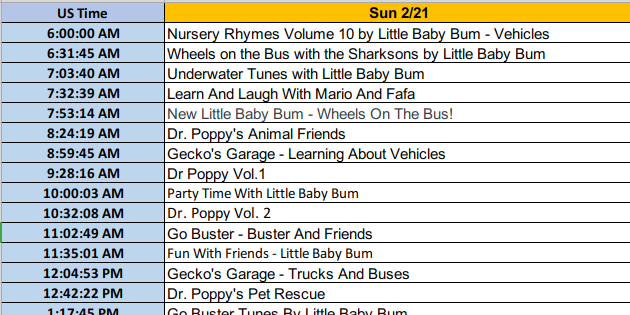 US Time Sun 2/21
6:00:00 AM Nursery Rhymes Volume 10 by Little Baby Bum - Vehicles
6:31:45 AM Wheels on the Bus with the Sharksons by Little Baby Bum
7:03:40 AM Underwater Tunes with Little Baby Bum
7:32:39 AM Learn And Laugh With Mario And Fafa
7:53:14 AM New Little Baby Bum - Wheels On The Bus!
8:24:19 AM Dr. Poppy's Animal Friends
8:59:45 AM Gecko's Garage - Learning About Vehicles
9:28:16 AM Dr Poppy Vol.1
10:00:03 AM Party Time With Little Baby Bum
10:32:08 AM Dr. Poppy Vol. 2
11:02:49 AM Go Buster - Buster And Friends
11:35:01 AM Fun With Friends - Little Baby Bum
12:04:53 PM Gecko's Garage - Trucks And Buses
12:42:22 PM Dr. Poppy's Pet Rescue
1:17:45 PM Go Buster Tunes By Little Baby Bum